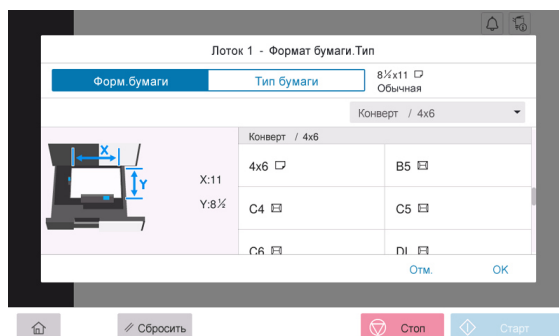 Лоток 1 - Формат бумаги.Тип
Форм.бумаги
Тип бумаги
8½x11
Обычная
Конверт / 4x6
Конверт / 4x6
X
Y
X:11
Y:8½
4x6
B5
C4
C5
C6
DL
Отм.
OK
Сбросить
Стоп
Старт